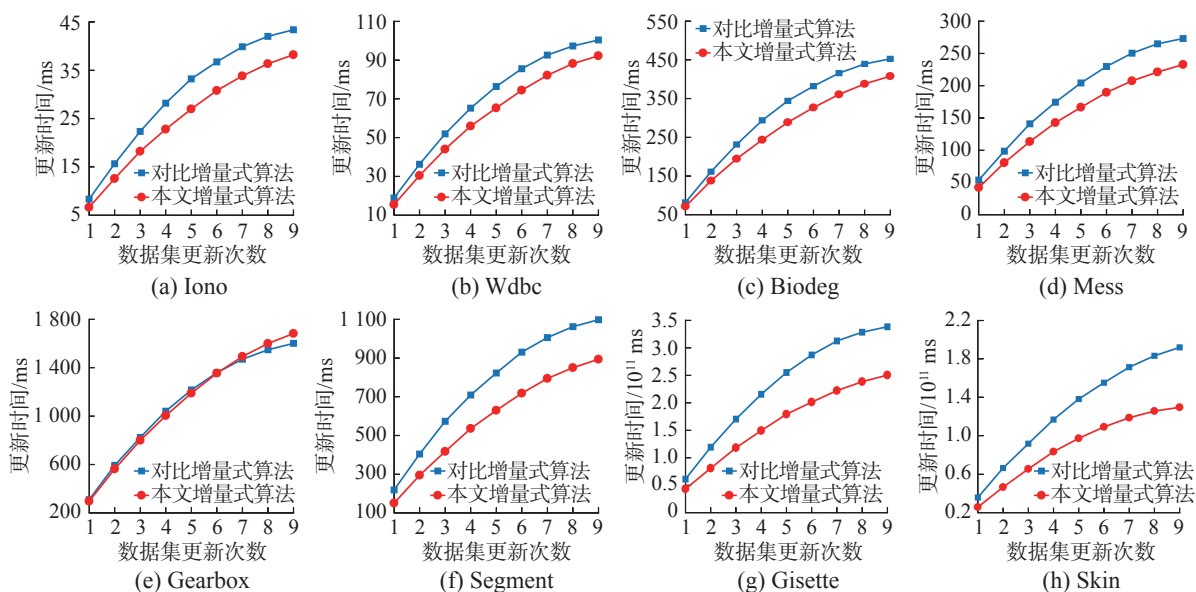 45
35
25
15
5
更新时间/ms
对比增量式算法
本文增量式算法
1 2 3 4 5 6 7 8 9
数据集更新次数
(a) Iono
110
90
70
50
30
10
更新时间/ms
对比增量式算法
本文增量式算法
1 2 3 4 5 6 7 8 9
数据集更新次数
(b) Wdbc
550
450
350
250
150
50
更新时间/ms
对比增量式算法
本文增量式算法
1 2 3 4 5 6 7 8 9
数据集更新次数
(c) Biodeg
300
250
200
150
100
50
0
更新时间/ms
对比增量式算法
本文增量式算法
1 2 3 4 5 6 7 8 9
数据集更新次数
(d) Mess
1 800
1 400
1 000
600
200
更新时间/ms
对比增量式算法
本文增量式算法
1 2 3 4 5 6 7 8 9
数据集更新次数
(e) Gearbox
1 100
900
700
500
300
100
更新时间/ms
对比增量式算法
本文增量式算法
1 2 3 4 5 6 7 8 9
数据集更新次数
(f) Segment
3.5
3.0
2.5
2.0
1.5
1.0
0.5
0
更新时间/10¹¹ ms
对比增量式算法
本文增量式算法
1 2 3 4 5 6 7 8 9
数据集更新次数
(g) Gisette
2.2
1.8
1.4
1.0
0.6
0.2
更新时间/10¹¹ ms
对比增量式算法
本文增量式算法
1 2 3 4 5 6 7 8 9
数据集更新次数
(h) Skin